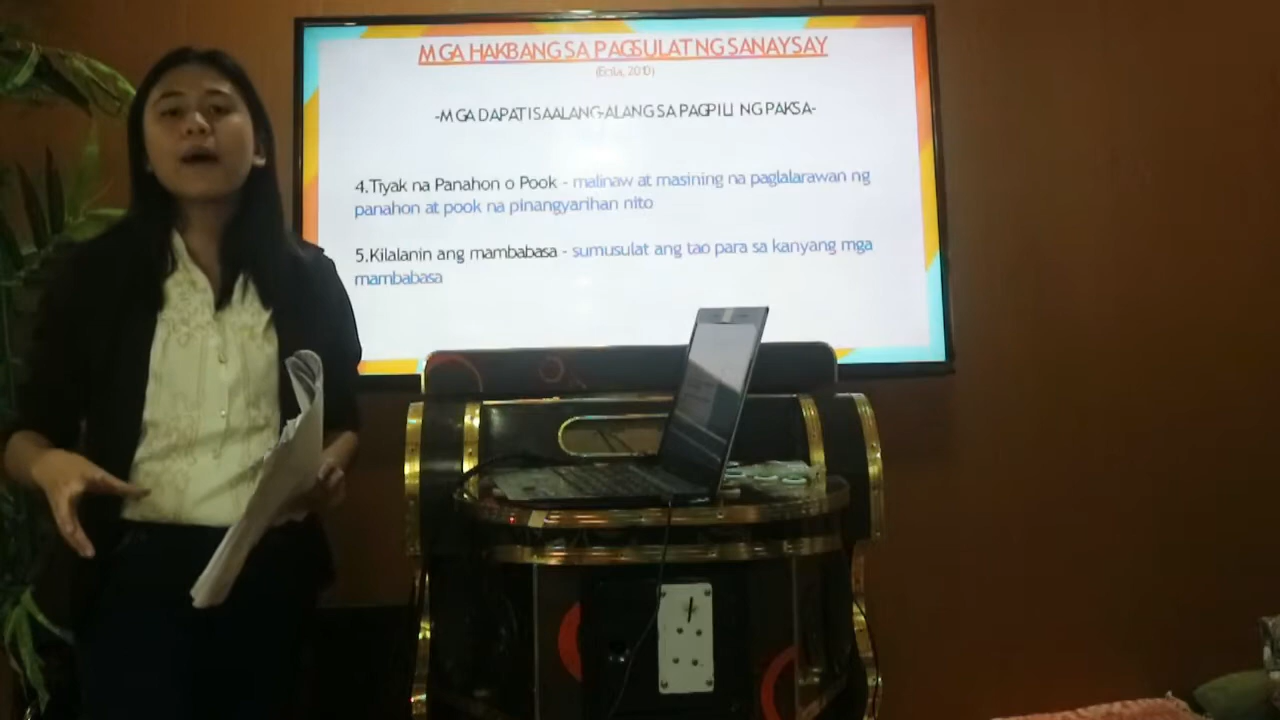 MGA HAKBANG SA PAGSULAT NG SANAYSAY
-MGA DAPAT ISAALANG-ALANG SA PAGPILI NG PAKSA-
4.Tiyak na Panahon o Pook - malinaw at masining na paglalarawan ng
panahon at pook na pinangyarihan nito
5.Kilalanin ang mambabasa - sumusulat ang tao para sa kanyang mga
mambabasa